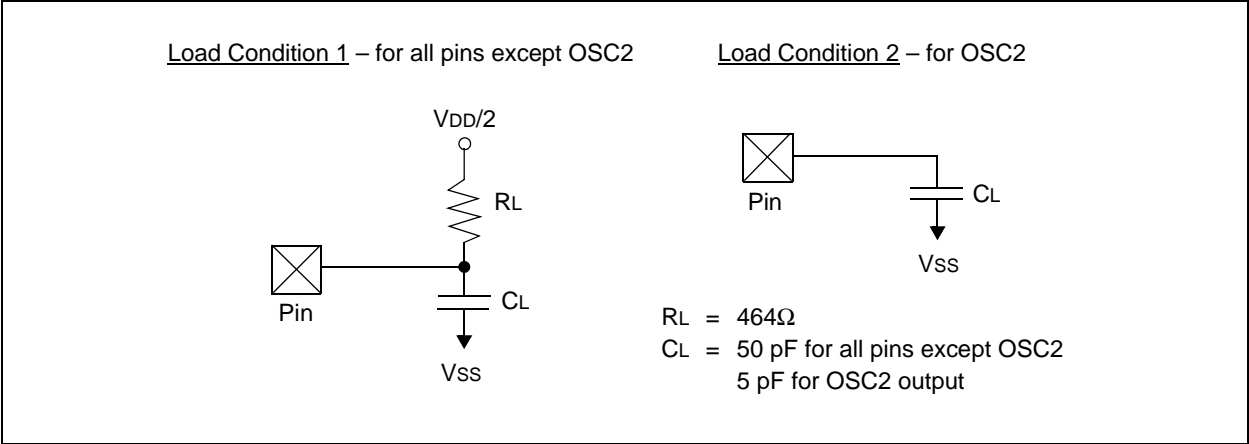 Load Condition 1 – for all pins except OSC2
VDD/2
RL
Pin
CL
VSS
Load Condition 2 – for OSC2
Pin
CL
VSS
RL = 464Ω
CL = 50 pF for all pins except OSC2
5 pF for OSC2 output